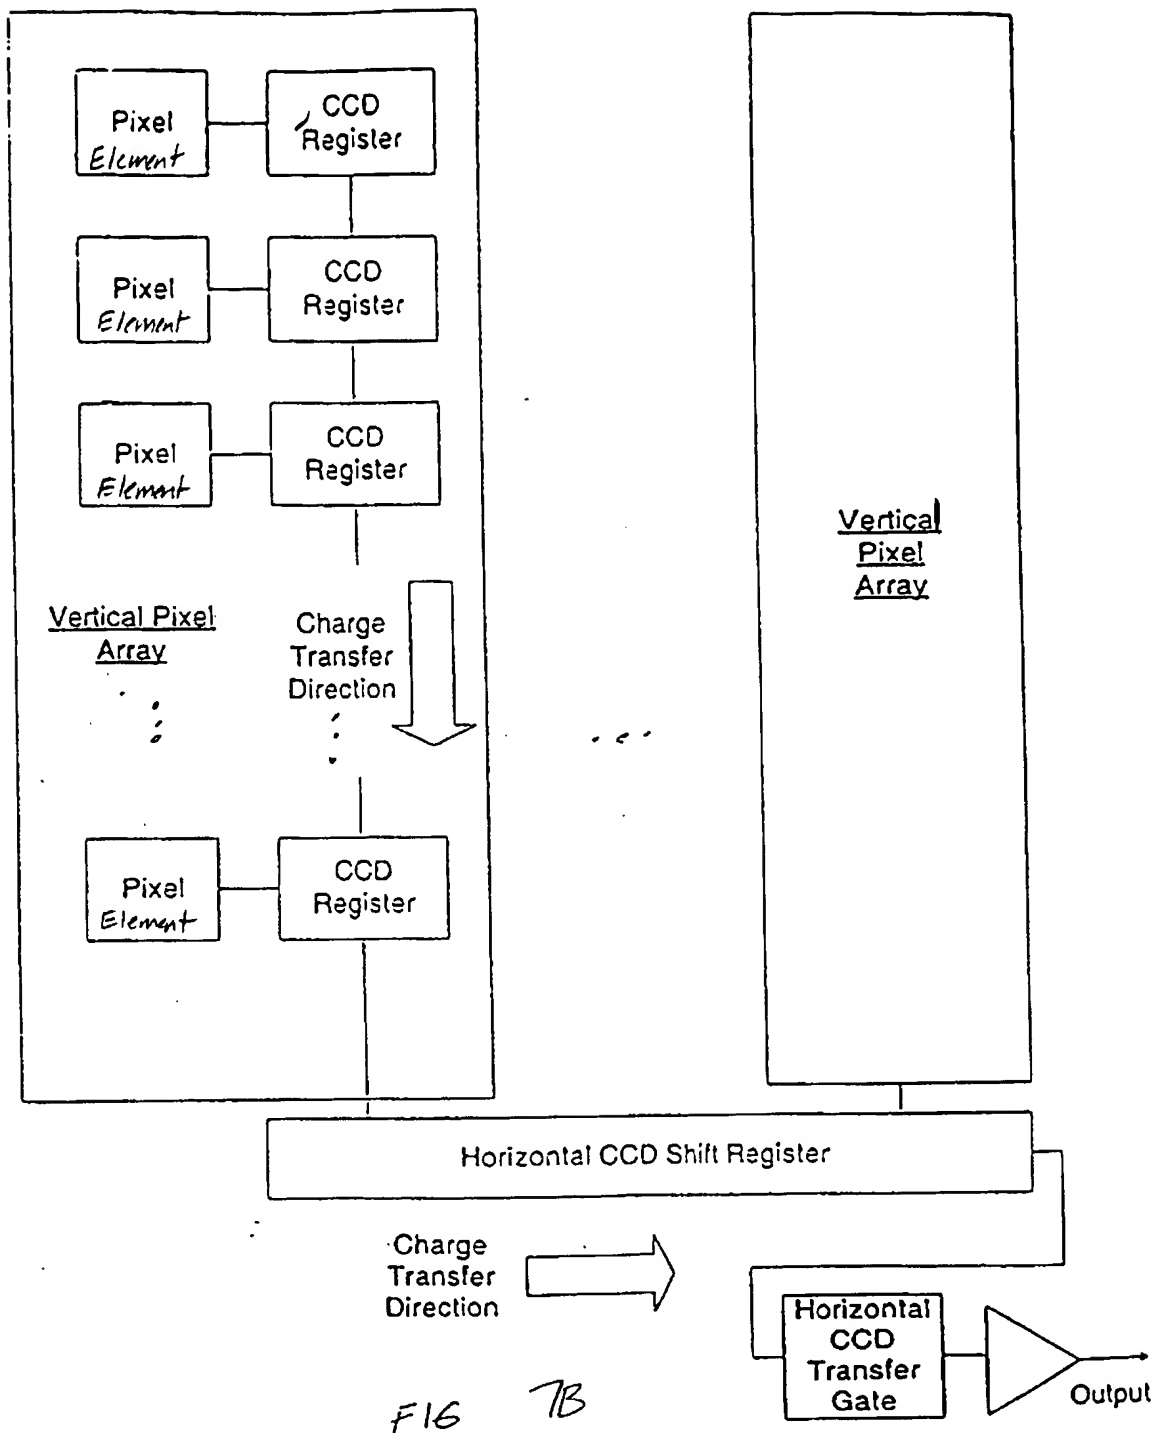 Pixel
Element
CCD
Register
Pixel
Element
CCD
Register
Pixel
Element
CCD
Register
Vertical Pixel
Array
Charge
Transfer
Direction
Vertical
Pixel
Array
Pixel
Element
CCD
Register
Horizontal CCD Shift Register
Charge
Transfer
Direction
Horizontal
CCD
Transfer
Gate
Output
FIG 7B